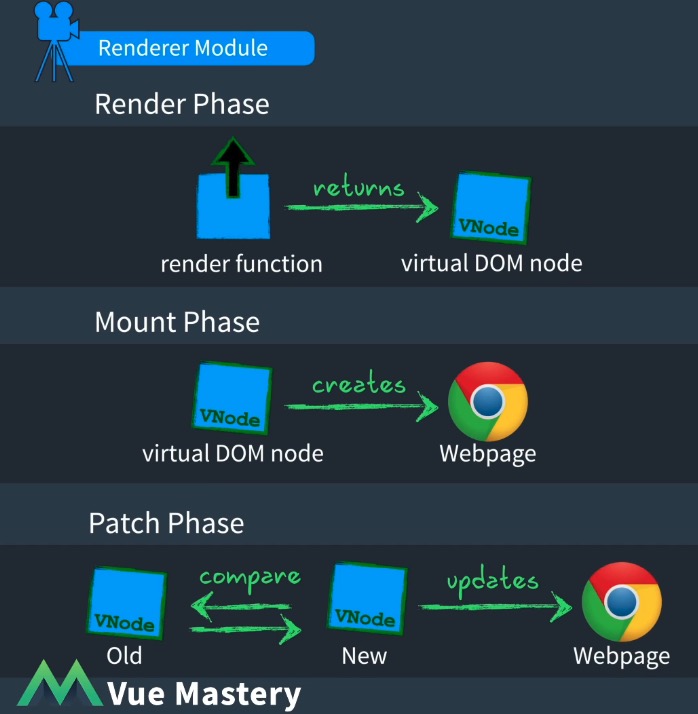 Renderer Module
Render Phase
returns
VNode
render function
virtual DOM node
Mount Phase
VNode
creates
virtual DOM node
Webpage
Patch Phase
VNode
compare
VNode
updates
Old
New
Webpage
Vue Mastery